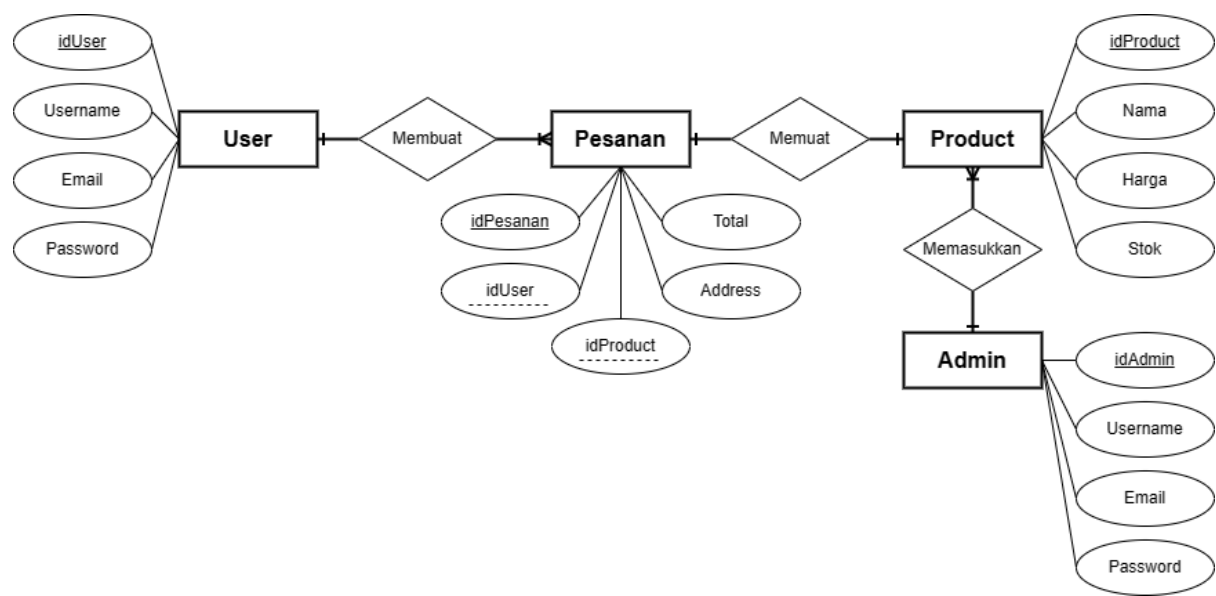 idUser
Username
Email
Password
User
Membuat
Pesanan
idPesanan
idUser
idProduct
Total
Address
Memuat
Product
idProduct
Nama
Harga
Stok
Memasukkan
Admin
idAdmin
Username
Email
Password